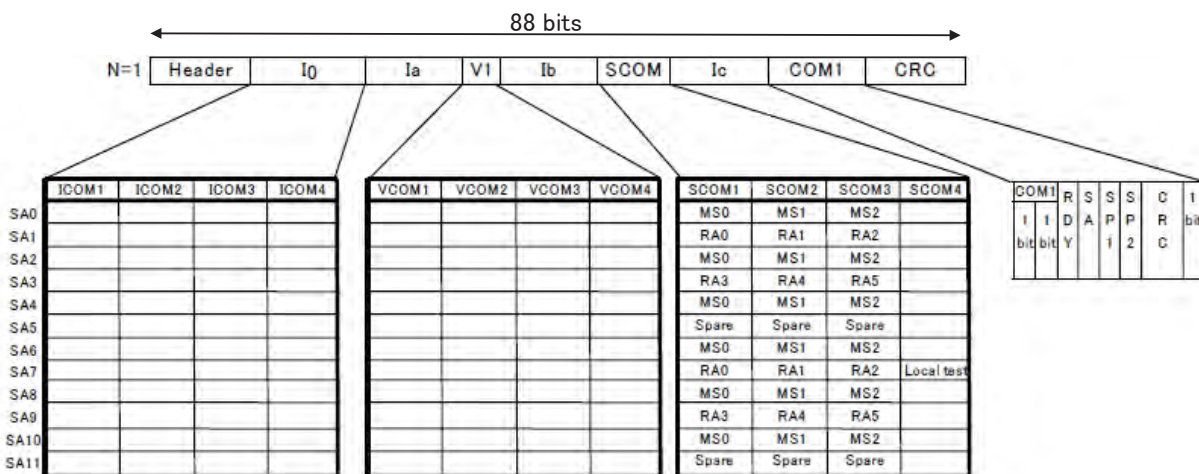 88 bits
N=1 Header I0 Ia V1 Ib SCOM Ic COM1 CRC
ICOM1 ICOM2 ICOM3 ICOM4 VCOM1 VCOM2 VCOM3 VCOM4 SCOM1 SCOM2 SCOM3 SCOM4
SA0 MS0 MS1 MS2
SA1 RA0 RA1 RA2
SA2 MS0 MS1 MS2
SA3 RA3 RA4 RA5
SA4 MS0 MS1 MS2
SA5 Spare Spare Spare
SA6 MS0 MS1 MS2
SA7 RA0 RA1 RA2 Local test
SA8 MS0 MS1 MS2
SA9 RA3 RA4 RA5
SA10 MS0 MS1 MS2
SA11 Spare Spare Spare
COM1 R S S S C 1
1 1 D A P P R bit
bit bit Y 1 2 C